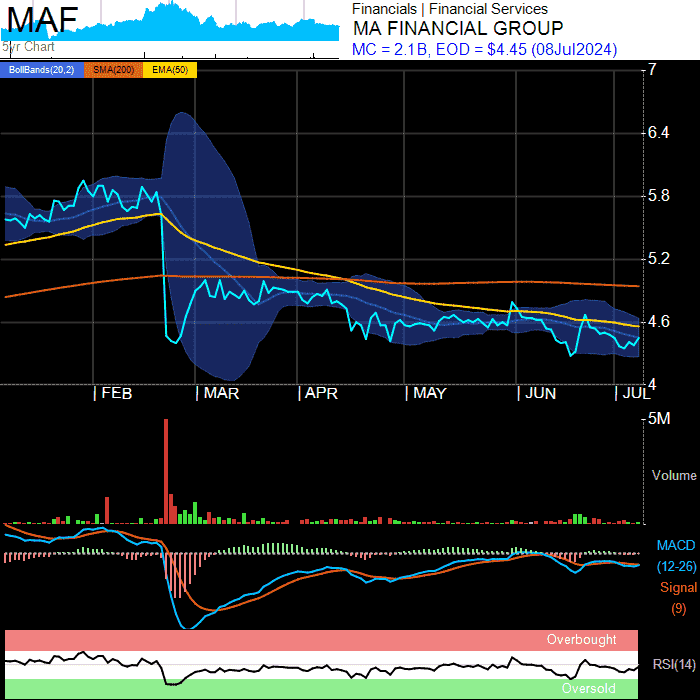 MAF
5yr Chart
Financials | Financial Services
MA FINANCIAL GROUP
MC = 2.1B, EOD = $4.45 (08Jul2024)
BollBands(20,2) SMA(200) EMA(50)
7
6.4
5.8
5.2
4.6
4
| FEB | MAR | APR | MAY | JUN | JUL
5M
Volume
MACD
(12-26)
Signal
(9)
Overbought
RSI(14)
Oversold